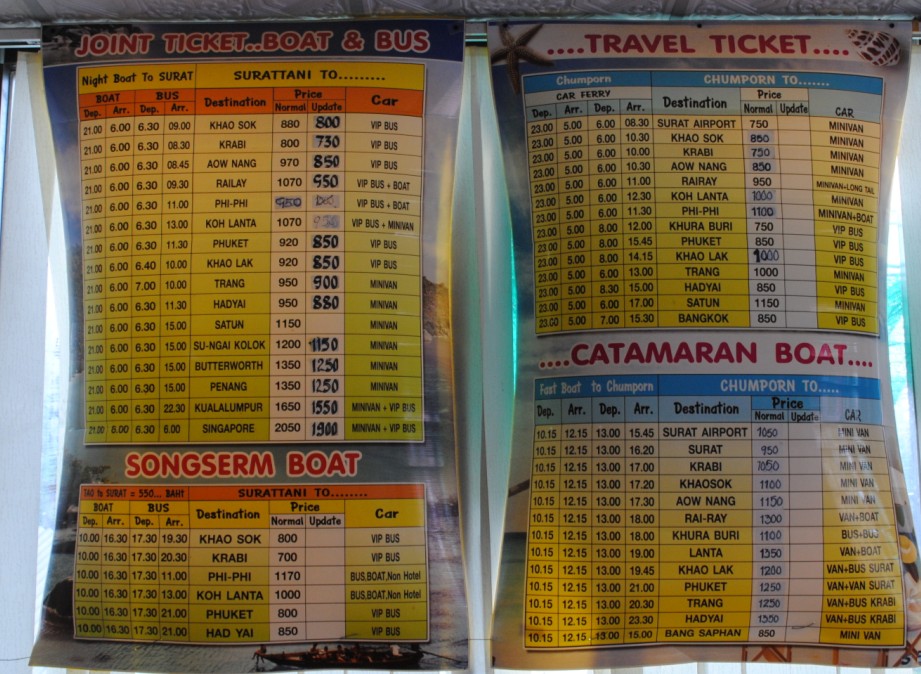 JOINT TICKET..BOAT & BUS
Night Boat To SURAT SURATTANI TO.........
BOAT BUS Destination Price Car
Dep. Arr. Dep. Arr. Normal Update
21.00 6.00 6.30 09.00 KHAO SOK 880 800 VIP BUS
21.00 6.00 6.30 08.30 KRABI 800 730 VIP BUS
21.00 6.00 6.30 08.45 AOW NANG 970 850 VIP BUS
21.00 6.00 6.30 09.30 RAILAY 1070 950 VIP BUS + BOAT
21.00 6.00 6.30 11.00 PHI-PHI VIP BUS + BOAT
21.00 6.00 6.30 13.00 KOH LANTA 1070 VIP BUS + MINIVAN
21.00 6.00 6.30 11.30 PHUKET 920 850 VIP BUS
21.00 6.00 6.40 10.00 KHAO LAK 920 850 VIP BUS
21.00 6.00 7.00 10.00 TRANG 950 900 MINIVAN
21.00 6.00 6.30 11.30 HADYAI 950 880 MINIVAN
21.00 6.00 6.30 15.00 SATUN 1150 MINIVAN
21.00 6.00 6.30 15.00 SU-NGAI KOLOK 1200 1150 MINIVAN
21.00 6.00 6.30 15.00 BUTTERWORTH 1350 1250 MINIVAN
21.00 6.00 6.30 15.00 PENANG 1350 1250 MINIVAN
21.00 6.00 6.30 22.30 KUALALUMPUR 1650 1550 MINIVAN + VIP BUS
21.00 6.30 6.00 SINGAPORE 2050 1900 MINIVAN + VIP BUS
SONGSERM BOAT
TAO to SURAT = 550... BAHT SURATTANI TO........
BOAT BUS Destination Price Car
Dep. Arr. Dep. Arr. Normal Update
10.00 16.30 17.30 19.30 KHAO SOK 800 VIP BUS
10.00 16.30 17.30 20.30 KRABI 700 VIP BUS
10.00 16.30 17.30 11.00 PHI-PHI 1170 BUS,BOAT,Non Hotel
10.00 16.30 17.30 13.00 KOH LANTA 1000 BUS,BOAT,Non Hotel
10.00 16.30 17.30 21.00 PHUKET 800 VIP BUS
10.00 16.30 17.30 21.00 HAD YAI 850 VIP BUS
.....TRAVEL TICKET....
Chumporn CHUMPORN TO.......
CAR FERRY Destination Price CAR
Dep. Arr. Dep. Arr. Normal Update
23.00 5.00 6.00 08.30 SURAT AIRPORT 750 MINIVAN
23.00 5.00 6.00 10.30 KHAO SOK 850 MINIVAN
23.00 5.00 6.00 10.00 KRABI 750 MINIVAN
23.00 5.00 6.00 10.30 AOW NANG 850 MINIVAN
23.00 5.00 6.00 11.00 RAIRAY 950 MINIVAN+LONG TAIL
23.00 5.00 6.00 12.30 KOH LANTA 1000 MINIVAN
23.00 5.00 6.00 11.30 PHI-PHI 1100 MINIVAN+BOAT
23.00 5.00 8.00 12.00 KHURA BURI 750 VIP BUS
23.00 5.00 8.00 15.45 PHUKET 850 VIP BUS
23.00 5.00 8.00 14.15 KHAO LAK 1000 VIP BUS
23.00 5.00 6.00 13.00 TRANG 1000 MINIVAN
23.00 5.00 8.30 15.00 HADYAI 850 VIP BUS
23.00 5.00 6.00 17.00 SATUN 1150 MINIVAN
23.00 5.00 7.00 15.30 BANGKOK 850 VIP BUS
....CATAMARAN BOAT....
Fast Boat to Chumporn CHUMPORN TO.....
Dep. Arr. Dep. Arr. Destination Price CAR
Normal Update
10.15 12.15 13.00 15.45 SURAT AIRPORT 1050 MINI VAN
10.15 12.15 13.00 16.20 SURAT 950 MINI VAN
10.15 12.15 13.00 17.00 KRABI 1050 MINI VAN
10.15 12.15 13.00 17.20 KHAOSOK 1100 MINI VAN
10.15 12.15 13.00 17.30 AOW NANG 1150 MINI VAN
10.15 12.15 13.00 18.00 RAI-RAY 1300 VAN+BOAT
10.15 12.15 13.00 18.00 KHURA BURI 1100 BUS+BUS
10.15 12.15 13.00 19.00 LANTA 1350 VAN+BOAT
10.15 12.15 13.00 19.45 KHAO LAK 1200 VAN+BUS SURAT
10.15 12.15 13.00 21.00 PHUKET 1250 VAN+VAN SURAT
10.15 12.15 13.00 20.30 TRANG 1250 VAN+BUS KRABI
10.15 12.15 13.00 23.30 HADYAI 1350 VAN+BUS KRABI
10.15 12.15 13.00 15.00 BANG SAPHAN 850 MINI VAN